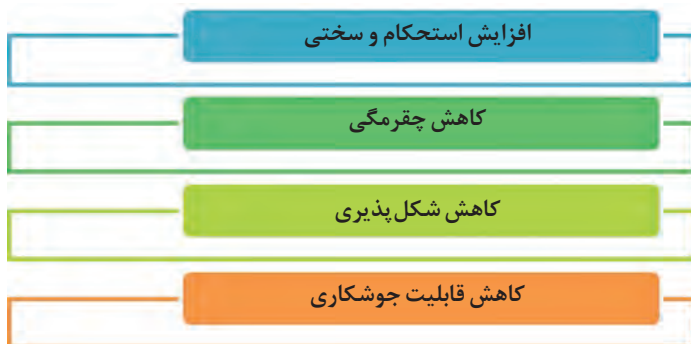 افزایش استحکام و سختی
کاهش چقرمگی
کاهش شکل‌پذیری
کاهش قابلیت جوشکاری